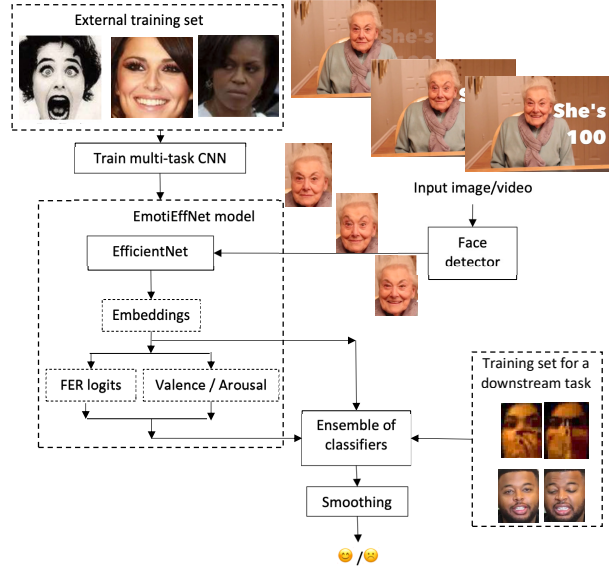 External training set
She's
She's
100
Train multi-task CNN
Input image/video
EmotiEffNet model
EfficientNet
Face
detector
Embeddings
Training set for a
downstream task
FER logits
Valence / Arousal
Ensemble of
classifiers
Smoothing
😊 /☹️